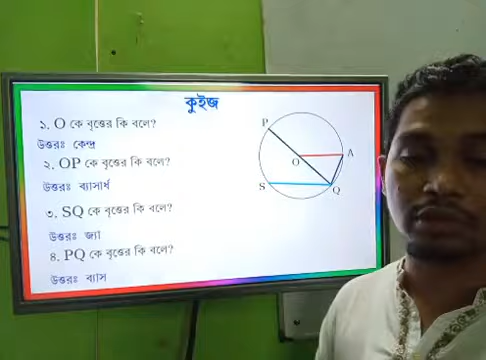 কুইজ
১. O কে বৃত্তের কি বলে?
উত্তরঃ কেন্দ্র
২. OP কে বৃত্তের কি বলে?
উত্তরঃ ব্যাসার্ধ
৩. SQ কে বৃত্তের কি বলে?
উত্তরঃ জ্যা
৪. PQ কে বৃত্তের কি বলে?
উত্তরঃ ব্যাস
P
O
A
S
Q